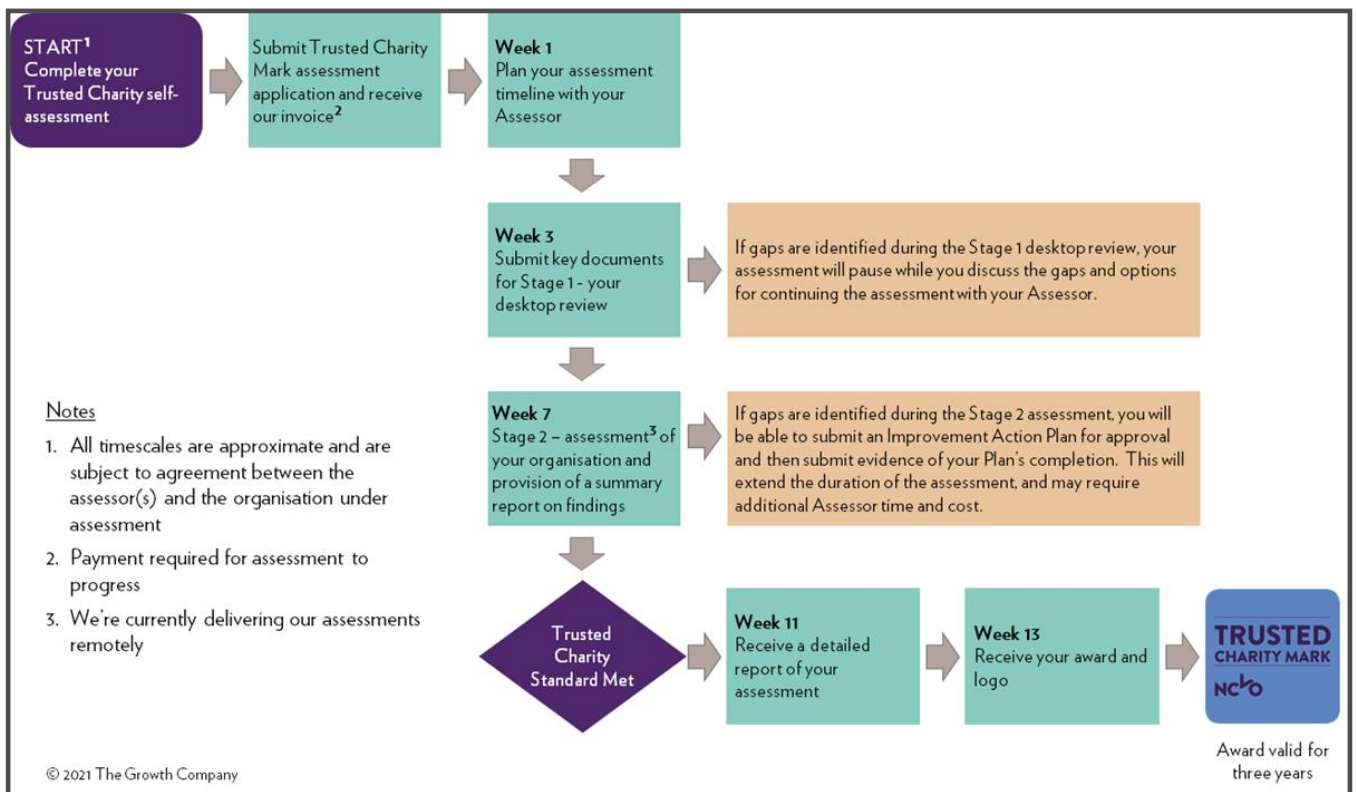 START¹
Complete your
Trusted Charity self-
assessment
Submit Trusted Charity
Mark assessment
application and receive
our invoice²
Week 1
Plan your assessment
timeline with your
Assessor
Week 3
Submit key documents
for Stage 1 - your
desktop review
If gaps are identified during the Stage 1 desktop review, your
assessment will pause while you discuss the gaps and options
for continuing the assessment with your Assessor.
Week 7
Stage 2 – assessment³ of
your organisation and
provision of a summary
report on findings
If gaps are identified during the Stage 2 assessment, you will
be able to submit an Improvement Action Plan for approval
and then submit evidence of your Plan's completion. This will
extend the duration of the assessment, and may require
additional Assessor time and cost.
Notes
1. All timescales are approximate and are
subject to agreement between the
assessor(s) and the organisation under
assessment
2. Payment required for assessment to
progress
3. We're currently delivering our assessments
remotely
Trusted
Charity
Standard Met
Week 11
Receive a detailed
report of your
assessment
Week 13
Receive your award and
logo
TRUSTED
CHARITY MARK
NCVO
Award valid for
three years
© 2021 The Growth Company